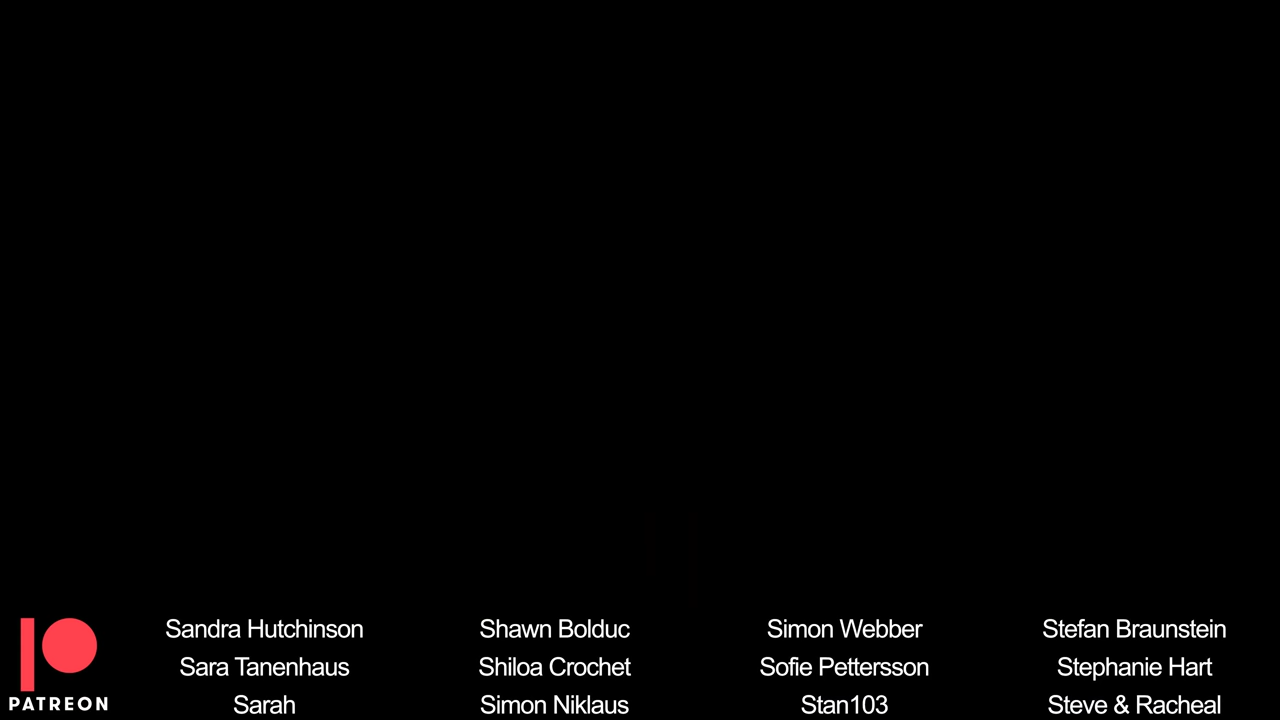 Sandra Hutchinson
Sara Tanenhaus
Sarah
Shawn Bolduc
Shiloa Crochet
Simon Niklaus
Simon Webber
Sofie Pettersson
Stan103
Stefan Braunstein
Stephanie Hart
Steve & Racheal
PATREON